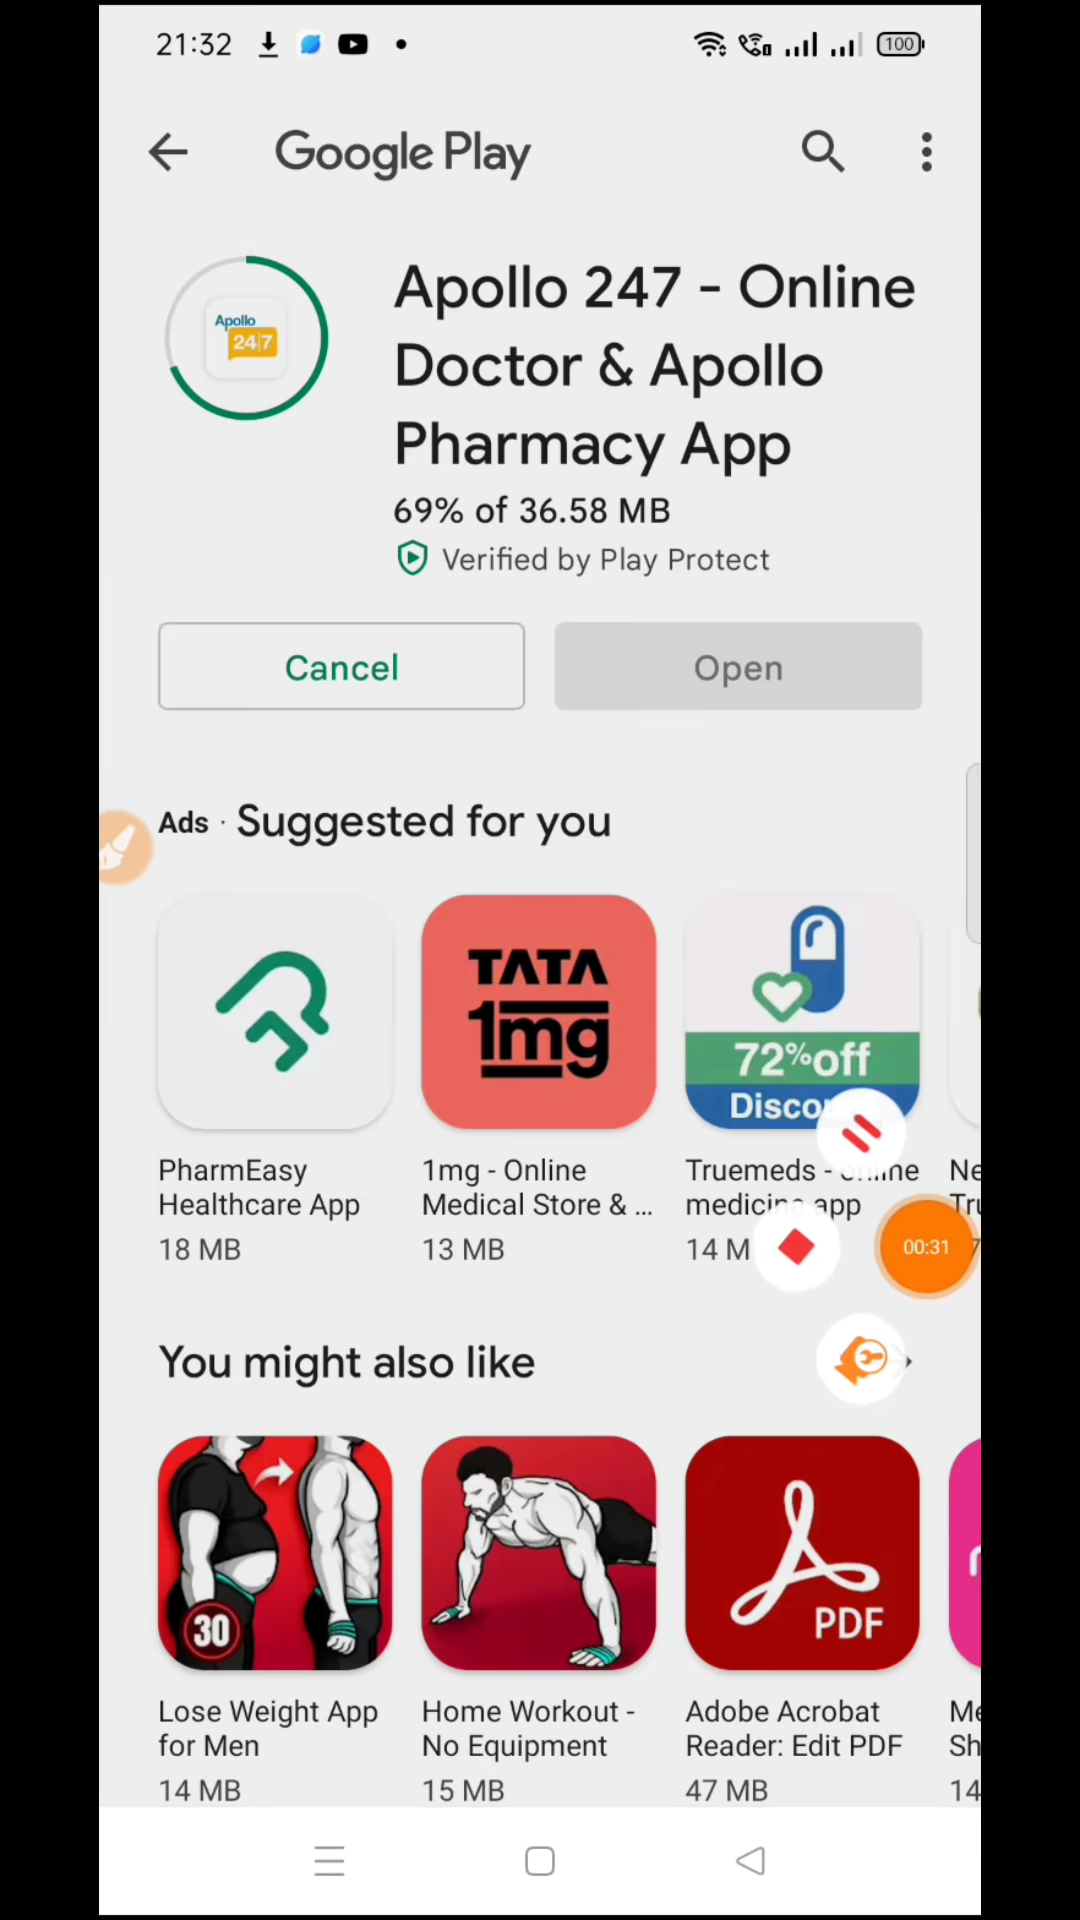 21:32
100
Google Play
Apollo
24|7
Apollo 247 - Online
Doctor & Apollo
Pharmacy App
69% of 36.58 MB
Verified by Play Protect
Cancel
Open
Ads · Suggested for you
TATA
1mg
72%off
PharmEasy
Healthcare App
18 MB
1mg - Online
Medical Store & ...
13 MB
Truemeds -
medicine app
14 M
00:31
You might also like
30
PDF
Lose Weight App
for Men
14 MB
Home Workout -
No Equipment
15 MB
Adobe Acrobat
Reader: Edit PDF
47 MB
14